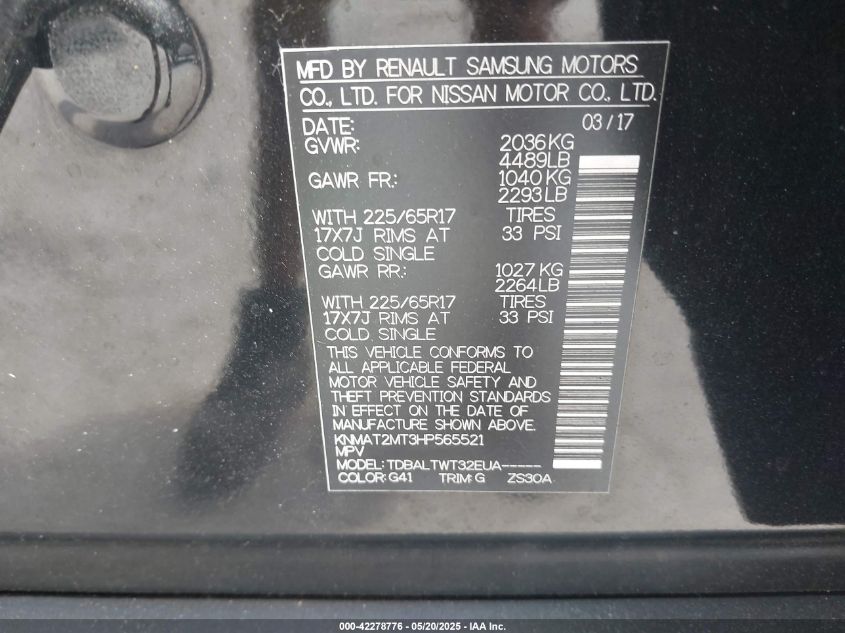 MFD BY RENAULT SAMSUNG MOTORS
CO., LTD. FOR NISSAN MOTOR CO., LTD.
DATE: 03/17
GVWR: 2036KG
4489LB
GAWR FR.: 1040KG
2293LB
WITH 225/65R17 TIRES
17X7J RIMS AT 33 PSI
COLD SINGLE
GAWR RR.: 1027KG
2264LB
WITH 225/65R17 TIRES
17X7J RIMS AT 33 PSI
COLD SINGLE
THIS VEHICLE CONFORMS TO
ALL APPLICABLE FEDERAL
MOTOR VEHICLE SAFETY AND
THEFT PREVENTION STANDARDS
IN EFFECT ON THE DATE OF
MANUFACTURE SHOWN ABOVE.
KNMAT2MT3HP565521
MPV
MODEL: TDBALTWT32EUA-----
COLOR: G41 TRIM: G ZS30A
000-42278776 - 05/20/2025 - IAA Inc.